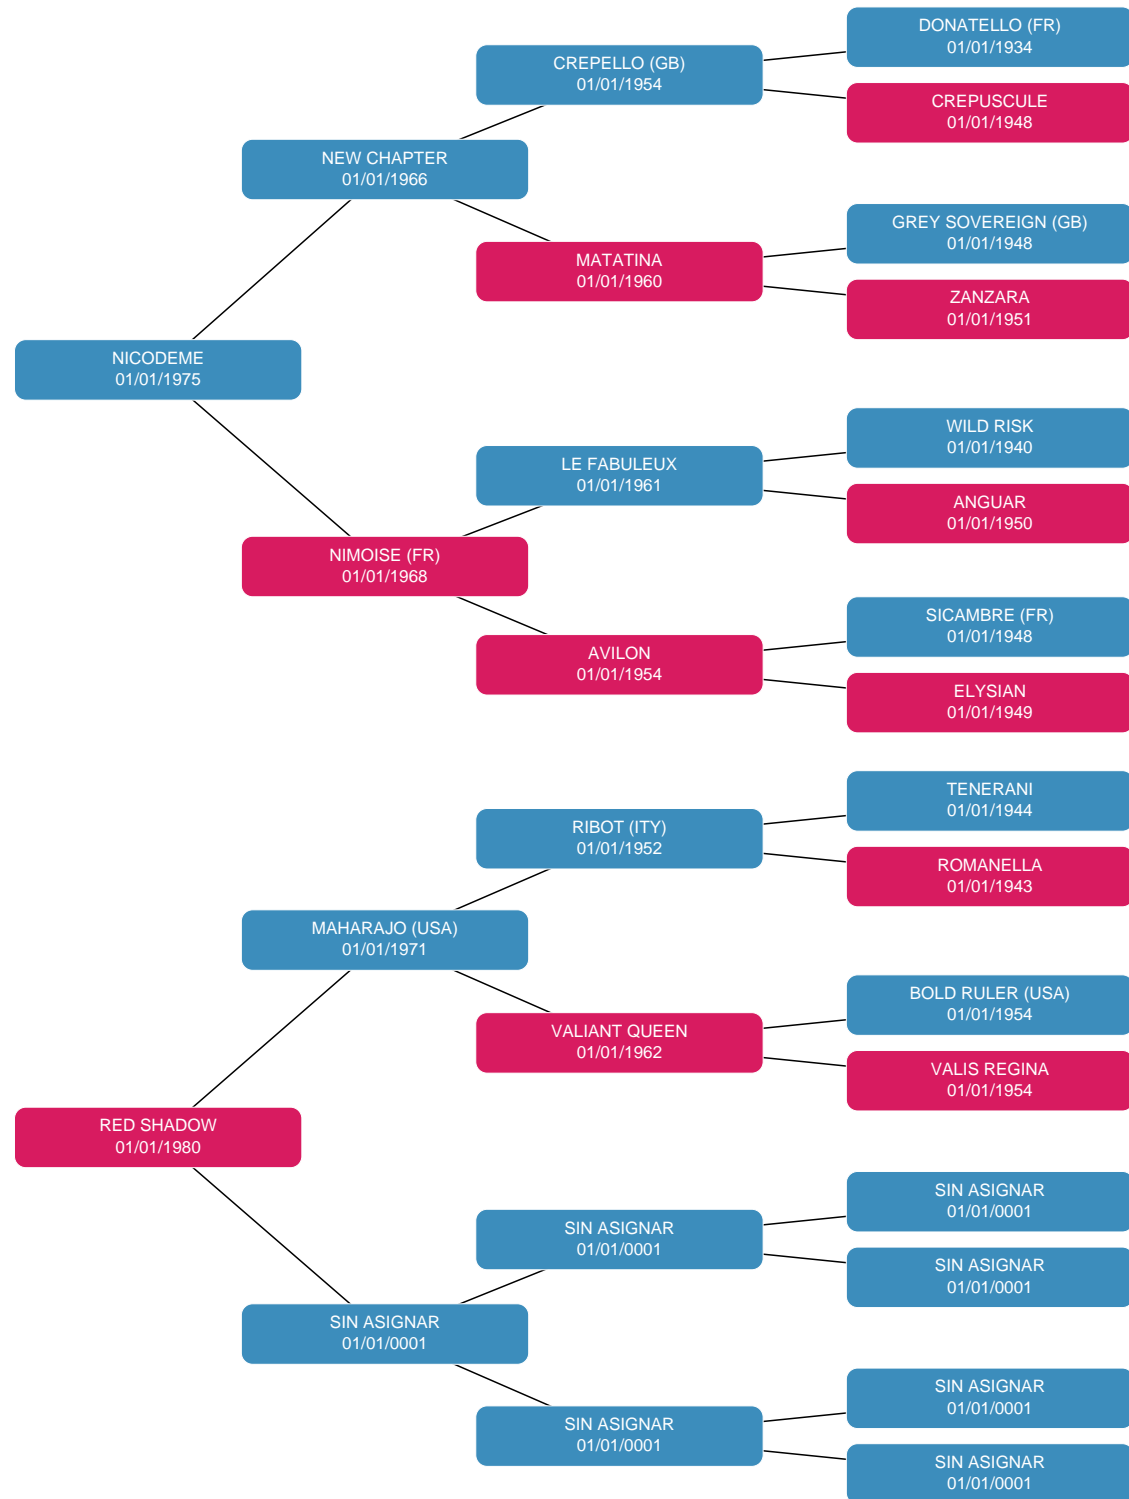 DONATELLO (FR)
01/01/1934
CREPELLO (GB)
01/01/1954
CREPUSCULE
01/01/1948
NEW CHAPTER
01/01/1966
GREY SOVEREIGN (GB)
01/01/1948
MATATINA
01/01/1960
ZANZARA
01/01/1951
NICODEME
01/01/1975
WILD RISK
01/01/1940
LE FABULEUX
01/01/1961
ANGUAR
01/01/1950
NIMOISE (FR)
01/01/1968
SICAMBRE (FR)
01/01/1948
AVILON
01/01/1954
ELYSIAN
01/01/1949
TENERANI
01/01/1944
RIBOT (ITY)
01/01/1952
ROMANELLA
01/01/1943
MAHARAJO (USA)
01/01/1971
BOLD RULER (USA)
01/01/1954
VALIANT QUEEN
01/01/1962
VALIS REGINA
01/01/1954
RED SHADOW
01/01/1980
SIN ASIGNAR
01/01/0001
SIN ASIGNAR
01/01/0001
SIN ASIGNAR
01/01/0001
SIN ASIGNAR
01/01/0001
SIN ASIGNAR
01/01/0001
SIN ASIGNAR
01/01/0001
SIN ASIGNAR
01/01/0001